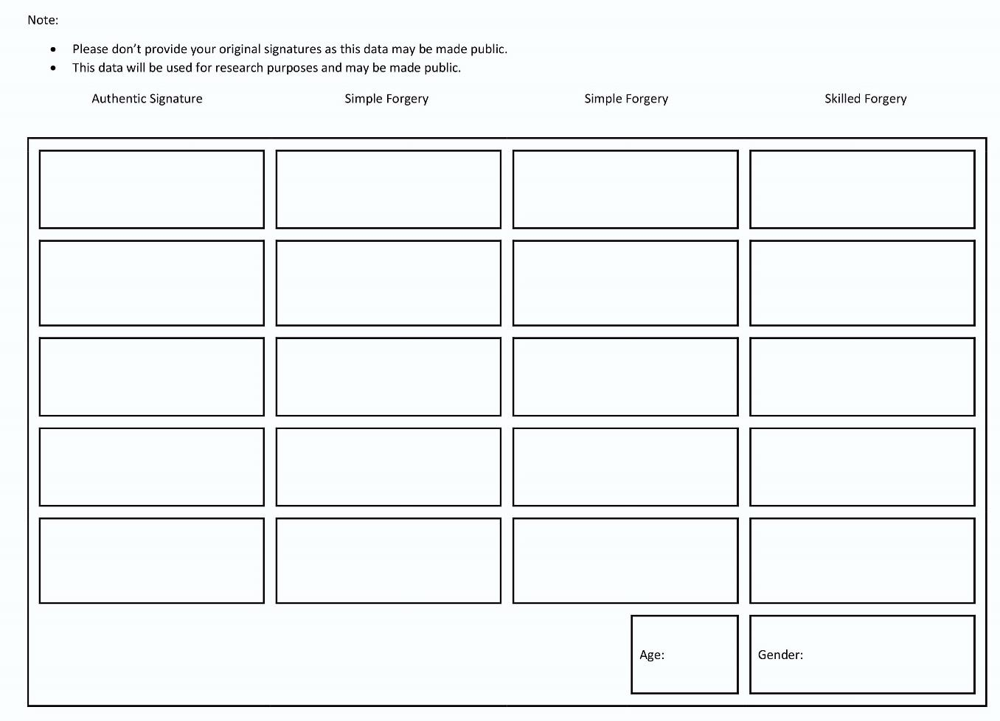 Note:
• Please don’t provide your original signatures as this data may be made public.
• This data will be used for research purposes and may be made public.
Authentic Signature Simple Forgery Simple Forgery Skilled Forgery
Age: Gender: